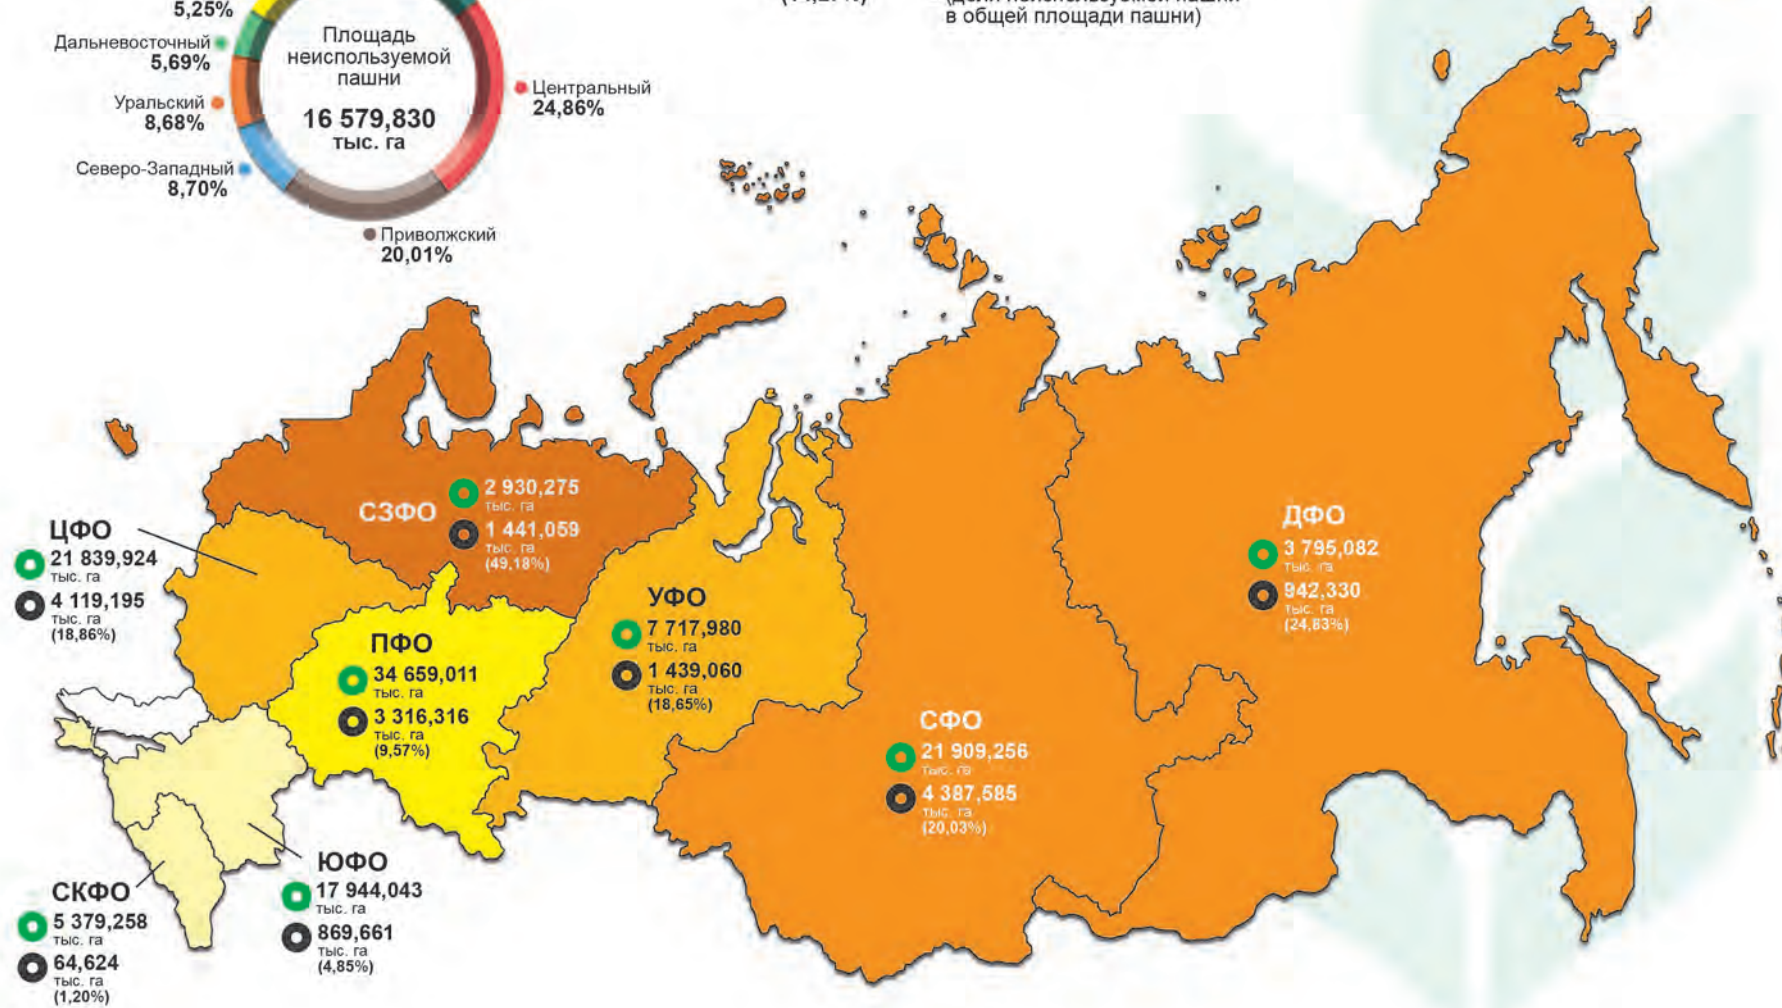 5,25%
в общей площади пашни)
Дальневосточный
5,69%
Уральский
8,68%
Северо-Западный
8,70%
Площадь
неиспользуемой
пашни
16 579,830
тыс. га
Центральный
24,86%
Приволжский
20,01%
СЗФО
2 930,275
тыс. га
1 441,059
тыс. га
(49,18%)
ЦФО
21 839,924
тыс. га
4 119,195
тыс. га
(18,86%)
ПФО
34 659,011
тыс. га
3 316,316
тыс. га
(9,57%)
УФО
7 717,980
тыс. га
1 439,060
тыс. га
(18,65%)
ДФО
3 795,082
тыс. га
942,330
тыс. га
(24,83%)
СФО
21 909,256
тыс. га
4 387,585
тыс. га
(20,03%)
СКФО
5 379,258
тыс. га
64,624
тыс. га
(1,20%)
ЮФО
17 944,043
тыс. га
869,661
тыс. га
(4,85%)